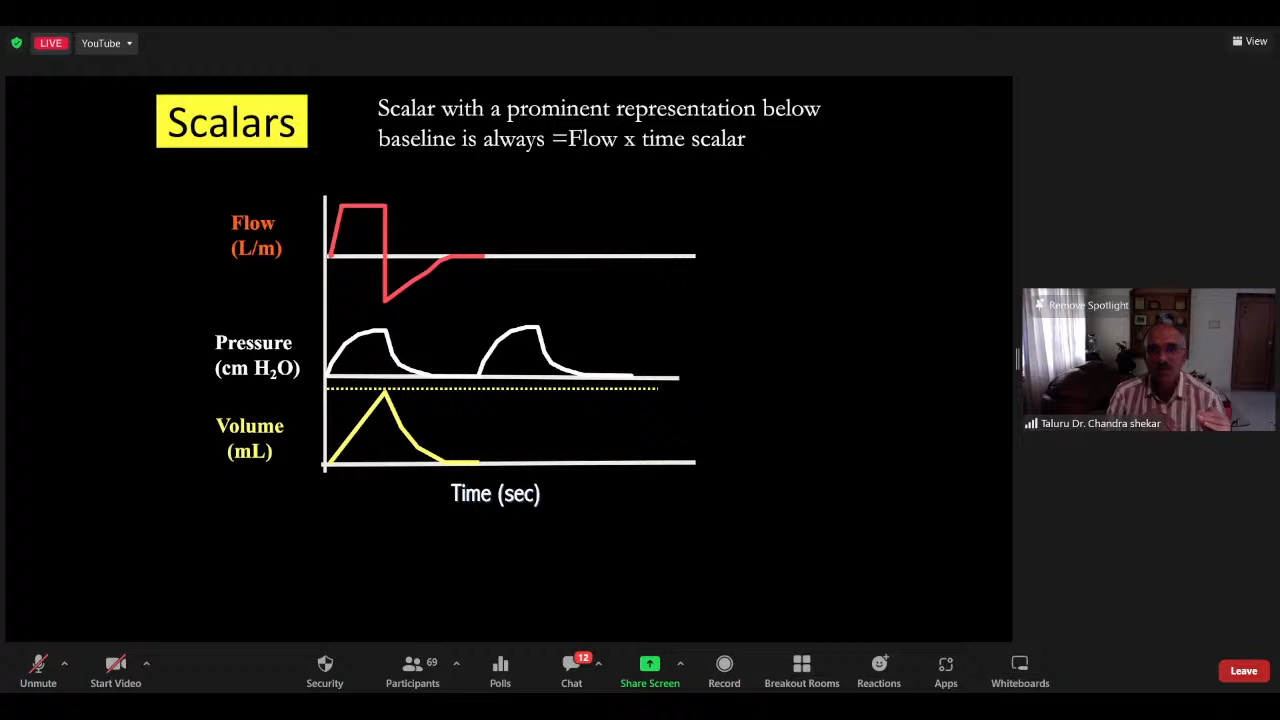 LIVE
YouTube
View
Scalars
Scalar with a prominent representation below
baseline is always =Flow x time scalar
Flow
(L/m)
Pressure
(cm H₂O)
Volume
(mL)
Time (sec)
Remove Spotlight
Taluru Dr. Chandra shekar
Unmute
Start Video
Security
69
Participants
Polls
12
Chat
Share Screen
Record
Breakout Rooms
Reactions
Apps
Whiteboards
Leave